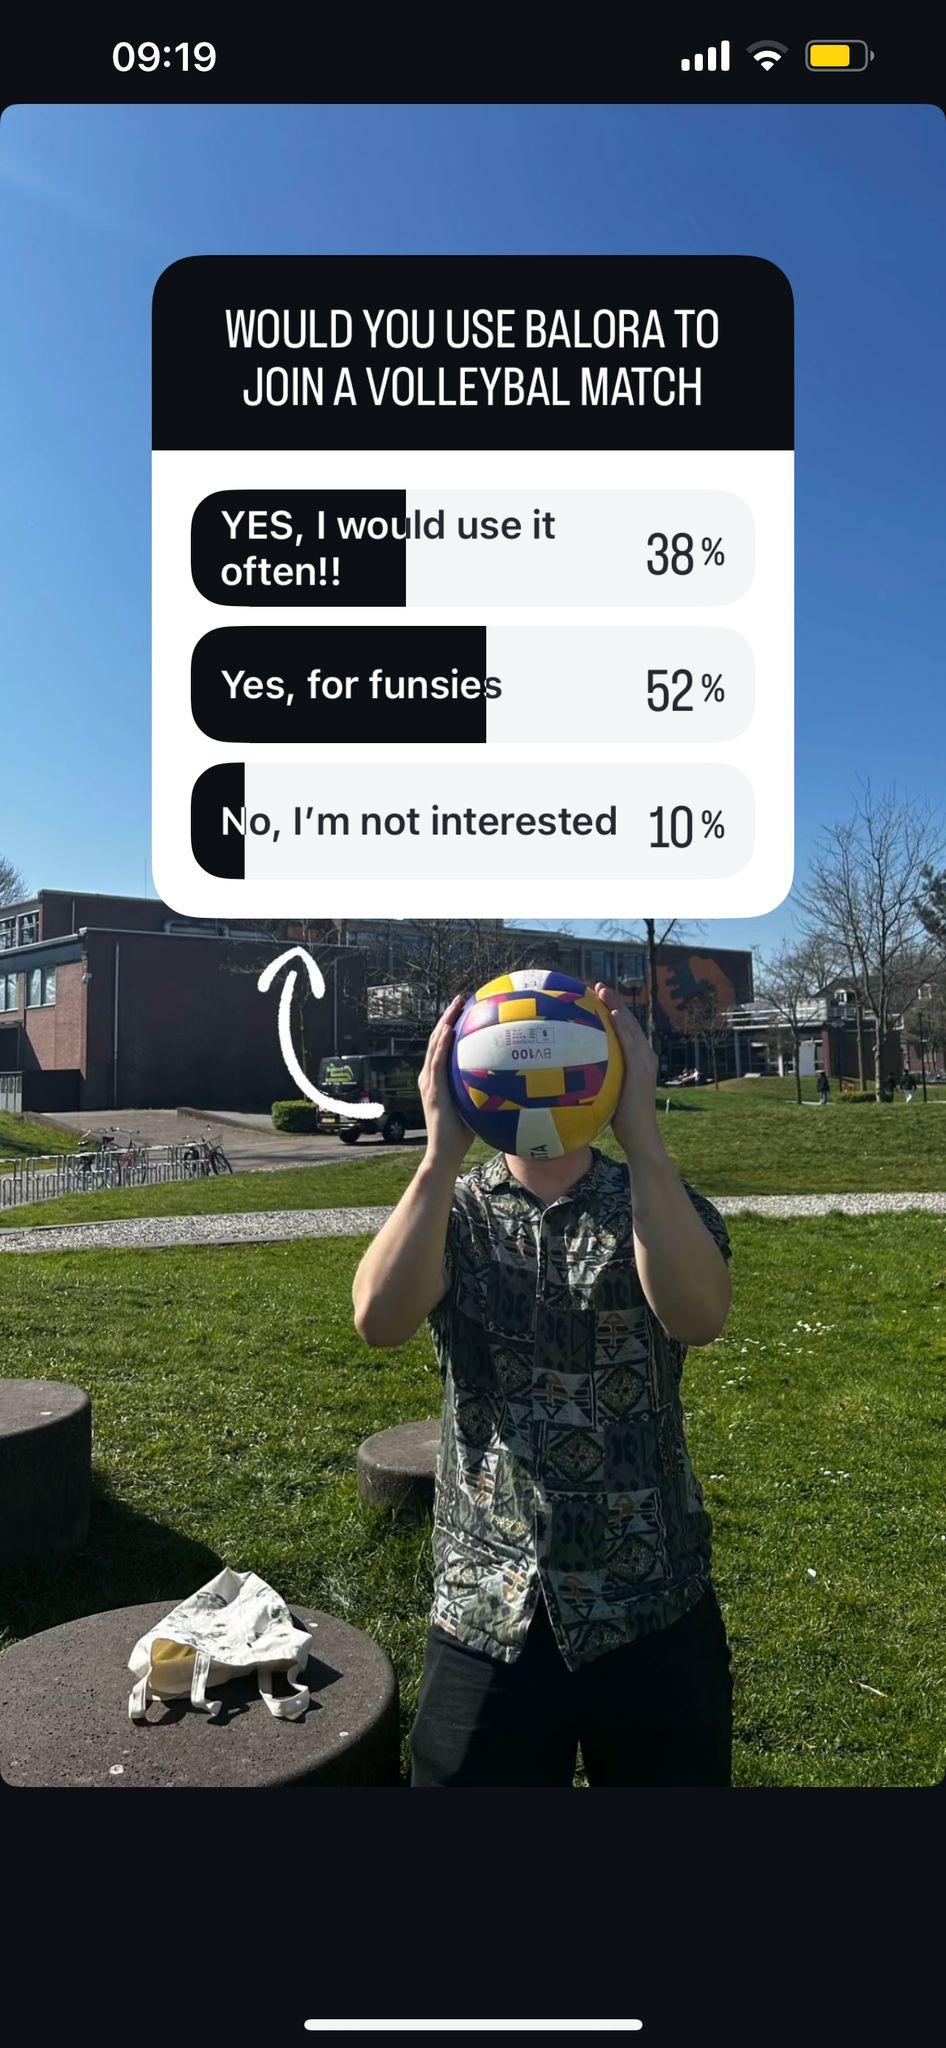 09:19
WOULD YOU USE BALORA TO
JOIN A VOLLEYBAL MATCH
YES, I would use it
often!!
38%
Yes, for funsies
52%
No, I'm not interested
10%
BV100